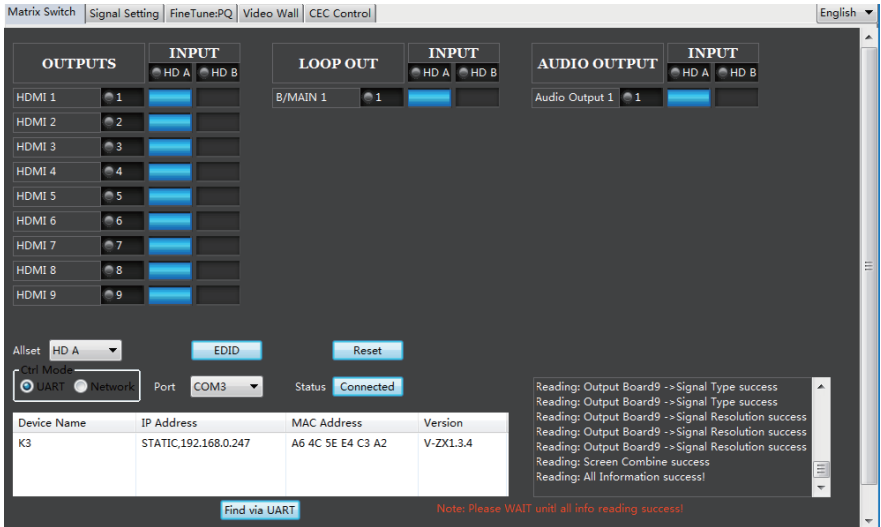 Matrix Switch Signal Setting FineTune:PQ Video Wall CEC Control English
OUTPUTS INPUT LOOP OUT INPUT AUDIO OUTPUT INPUT
HD A HD B HD A HD B HD A HD B
HDMI 1 1 B/MAIN 1 1 Audio Output 1 1
HDMI 2 2
HDMI 3 3
HDMI 4 4
HDMI 5 5
HDMI 6 6
HDMI 7 7
HDMI 8 8
HDMI 9 9
Allset HD A EDID Reset
Ctrl Mode
UART Network Port COM3 Status Connected
Device Name IP Address MAC Address Version
K3 STATIC,192.168.0.247 A6 4C 5E E4 C3 A2 V-ZX1.3.4
Reading: Output Board9 ->Signal Type success
Reading: Output Board9 ->Signal Type success
Reading: Output Board9 ->Signal Resolution success
Reading: Output Board9 ->Signal Resolution success
Reading: Output Board9 ->Signal Resolution success
Reading: Screen Combine success
Reading: All Information success!
Find via UART Note: Please WAIT unitl all info reading success!